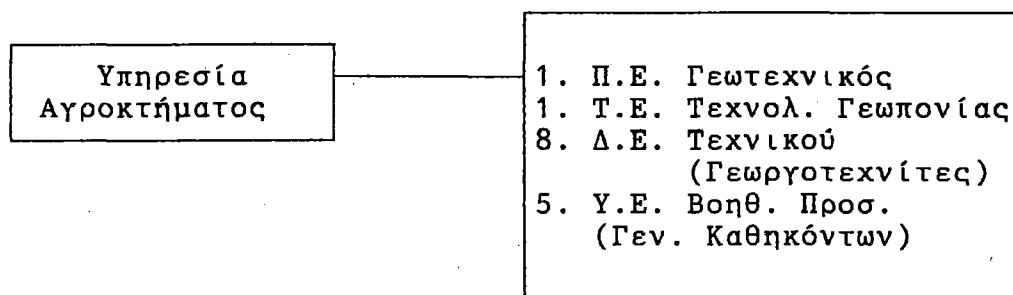 Υπηρεσία
Αγροκτήματος
1. Π.Ε. Γεωτεχνικός
1. Τ.Ε. Τεχνολ. Γεωπονίας
8. Δ.Ε. Τεχνικού
(Γεωργοτεχνίτες)
5. Υ.Ε. Βοηθ. Προσ.
(Γεν. Καθηκόντων)